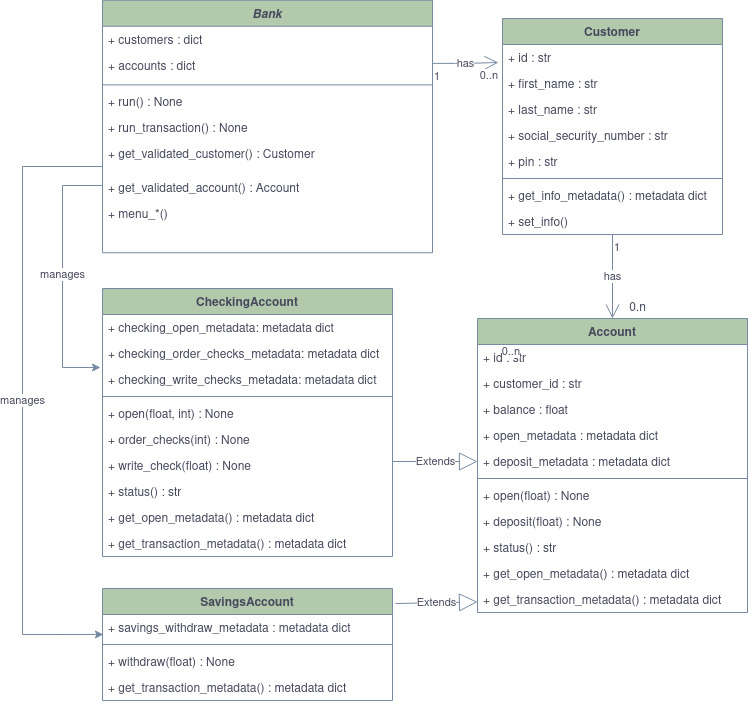 Bank
+ customers : dict
+ accounts : dict
+ run() : None
+ run_transaction() : None
+ get_validated_customer() : Customer
+ get_validated_account() : Account
+ menu_*()
has
1
0..n
Customer
+ id : str
+ first_name : str
+ last_name : str
+ social_security_number : str
+ pin : str
+ get_info_metadata() : metadata dict
+ set_info()
1
has
0.n
manages
manages
CheckingAccount
+ checking_open_metadata: metadata dict
+ checking_order_checks_metadata: metadata dict
+ checking_write_checks_metadata: metadata dict
+ open(float, int) : None
+ order_checks(int) : None
+ write_check(float) : None
+ status() : str
+ get_open_metadata() : metadata dict
+ get_transaction_metadata() : metadata dict
Extends
Account
0..n
+ id : str
+ customer_id : str
+ balance : float
+ open_metadata : metadata dict
+ deposit_metadata : metadata dict
+ open(float) : None
+ deposit(float) : None
+ status() : str
+ get_open_metadata() : metadata dict
+ get_transaction_metadata() : metadata dict
SavingsAccount
+ savings_withdraw_metadata : metadata dict
+ withdraw(float) : None
+ get_transaction_metadata() : metadata dict
Extends